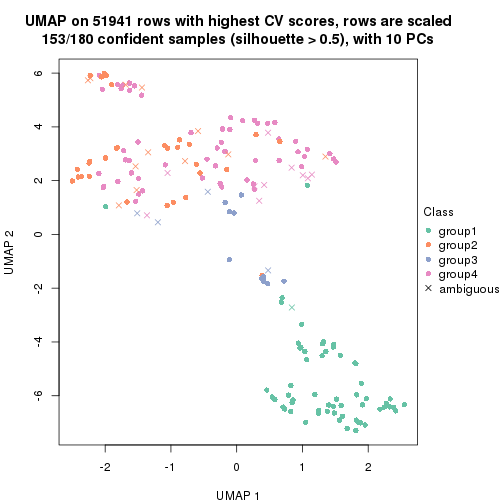 UMAP on 51941 rows with highest CV scores, rows are scaled
153/180 confident samples (silhouette > 0.5), with 10 PCs
6
4
2
0
-2
-4
-6
UMAP 2
-2
-1
0
1
2
UMAP 1
Class
group1
group2
group3
group4
ambiguous